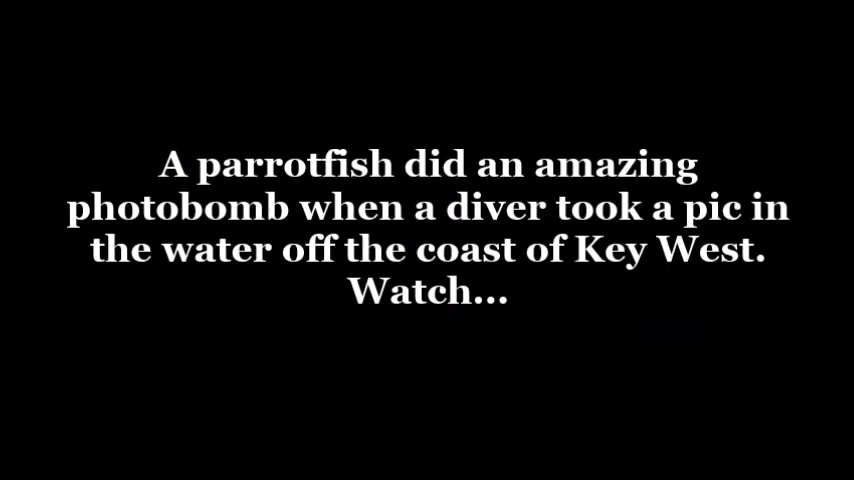 A parrotfish did an amazing
photobomb when a diver took a pic in
the water off the coast of Key West.
Watch...